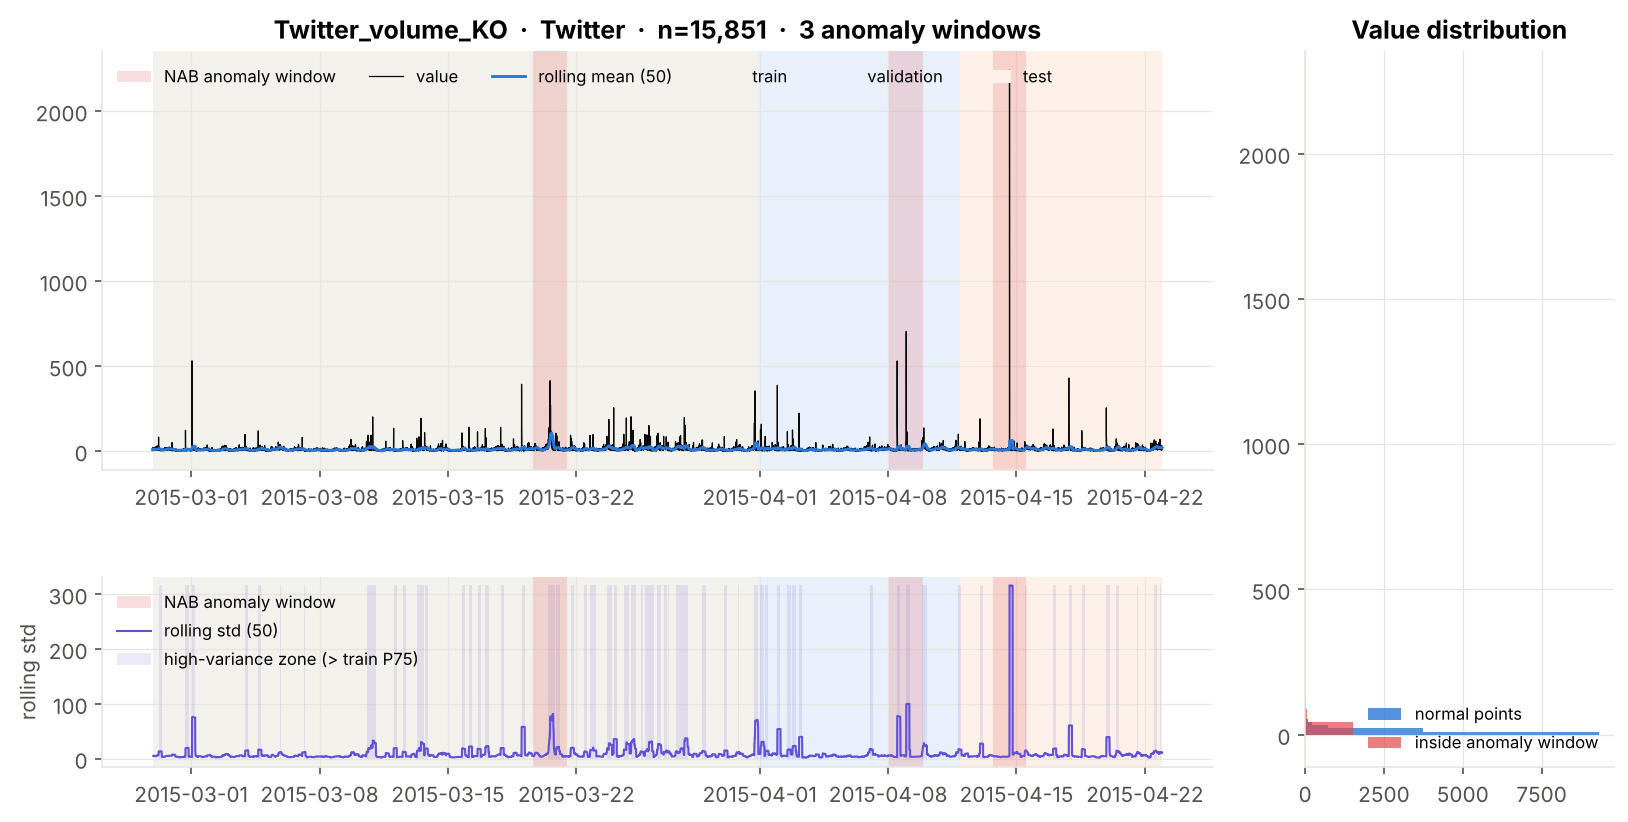 Twitter_volume_KO · Twitter · n=15,851 · 3 anomaly windows
NAB anomaly window
value
rolling mean (50)
train
validation
test
2000
1500
1000
500
0
2015-03-01
2015-03-08
2015-03-15
2015-03-22
2015-04-01
2015-04-08
2015-04-15
2015-04-22
rolling std
300
200
100
0
NAB anomaly window
rolling std (50)
high-variance zone (> train P75)
2015-03-01
2015-03-08
2015-03-15
2015-03-22
2015-04-01
2015-04-08
2015-04-15
2015-04-22
Value distribution
2000
1500
1000
500
0
normal points
inside anomaly window
0
2500
5000
7500